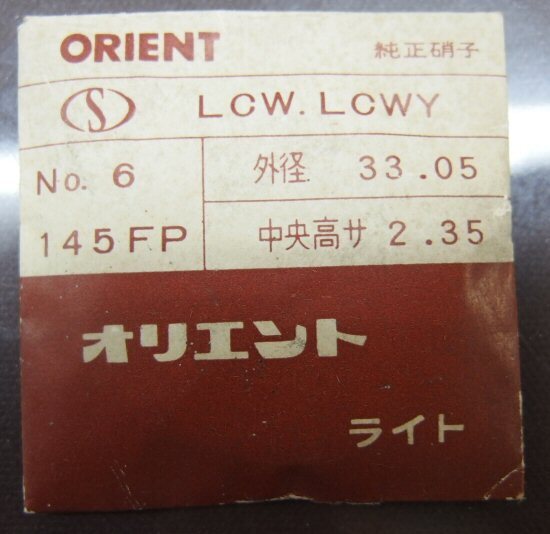 ORIENT 純正硝子
S LCW. LCWY
No. 6 外径 33.05
145FP 中央高サ 2.35
オリエント
ライト